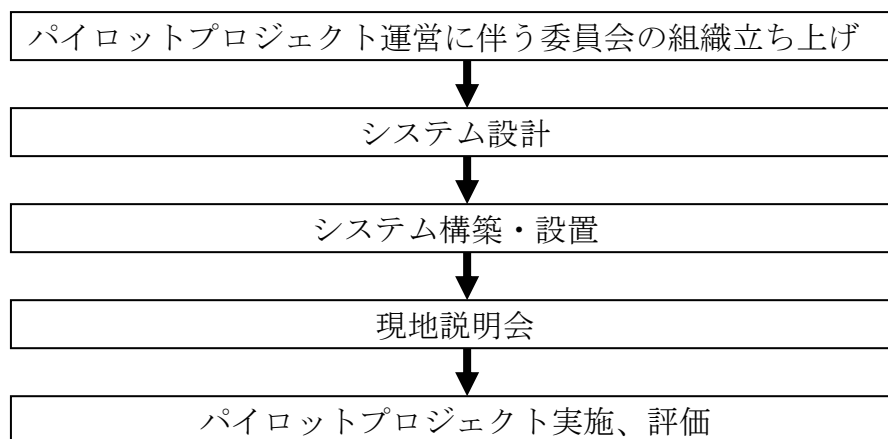 パイロットプロジェクト運営に伴う委員会の組織立ち上げ
システム設計
システム構築・設置
現地説明会
パイロットプロジェクト実施、評価